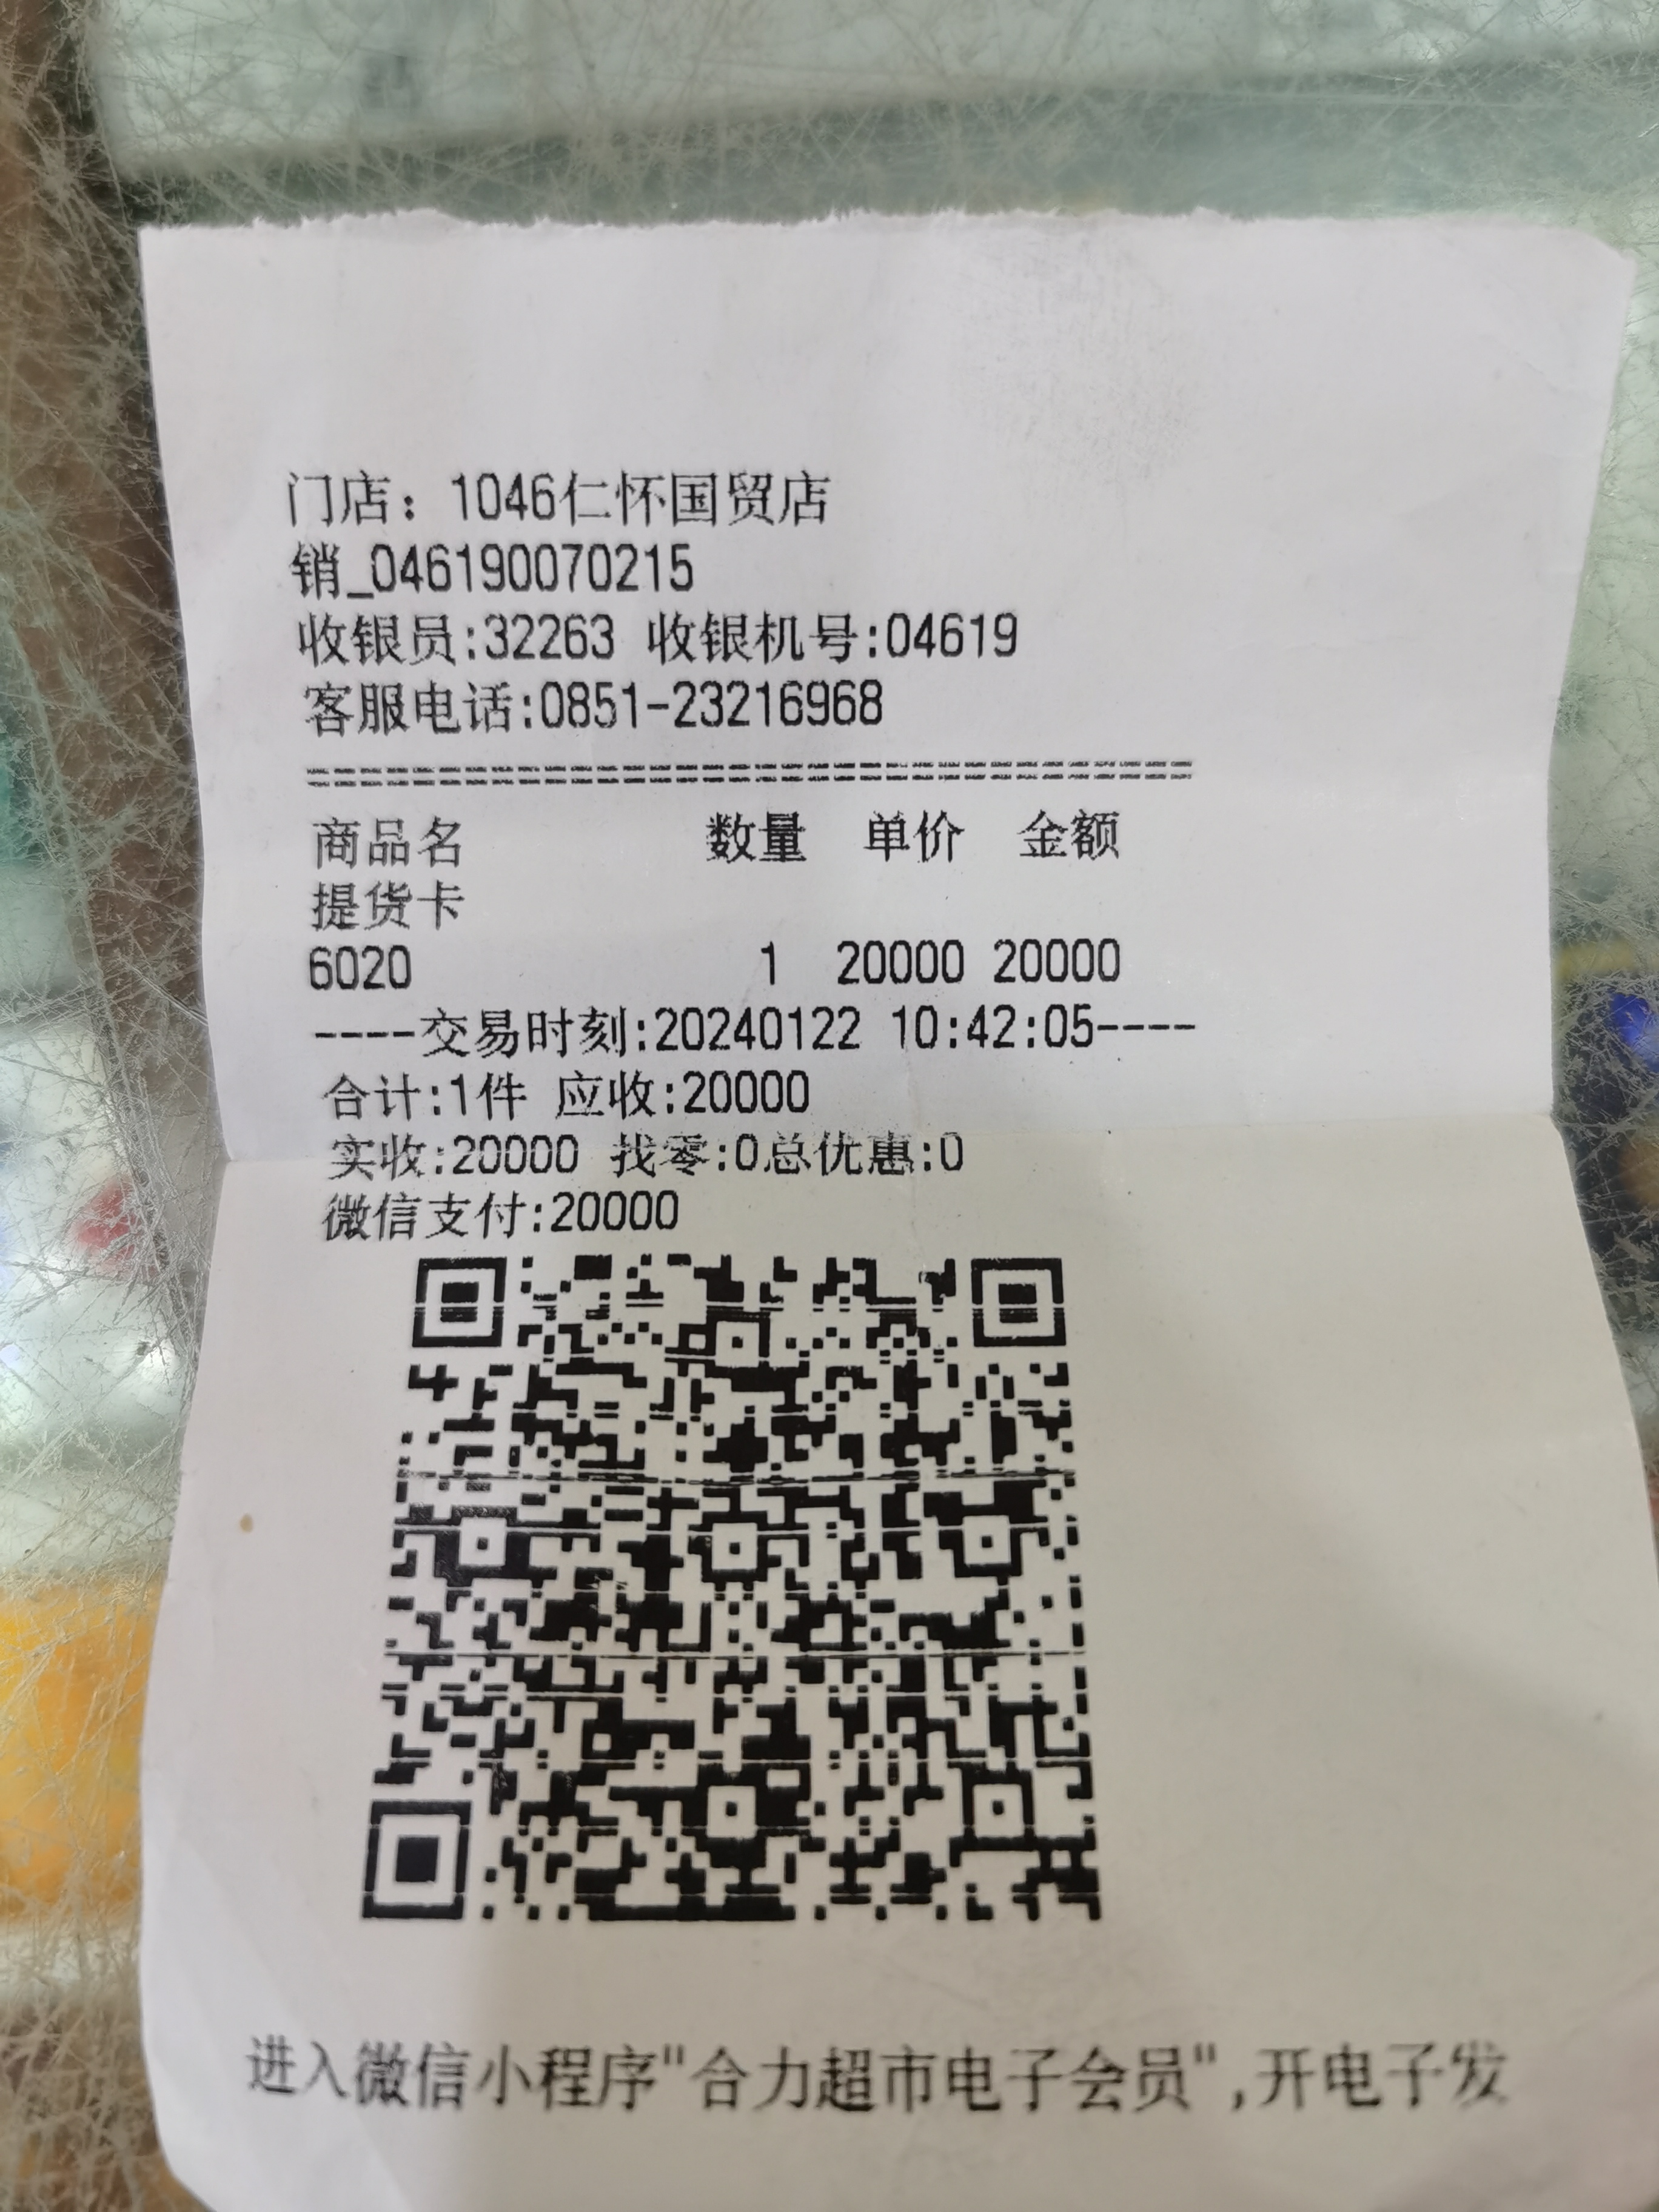 门店：1046仁怀国贸店
销_046190070215
收银员:32263 收银机号:04619
客服电话:0851-23216968
==================================
商品名 数量 单价 金额
提货卡
6020 1 20000 20000
----交易时刻:20240122 10:42:05----
合计:1件 应收:20000
实收:20000 找零:0总优惠:0
微信支付:20000
进入微信小程序"合力超市电子会员",开电子发